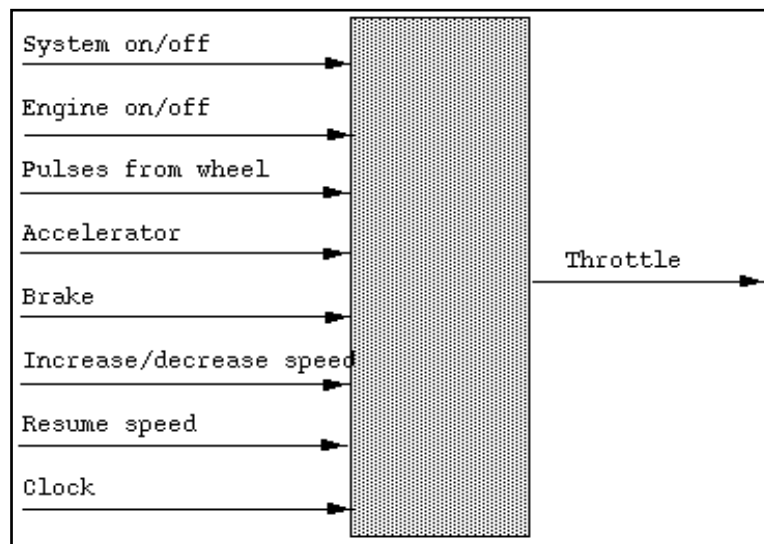 System on/off
Engine on/off
Pulses from wheel
Accelerator
Throttle
Brake
Increase/decrease speed
Resume speed
Clock